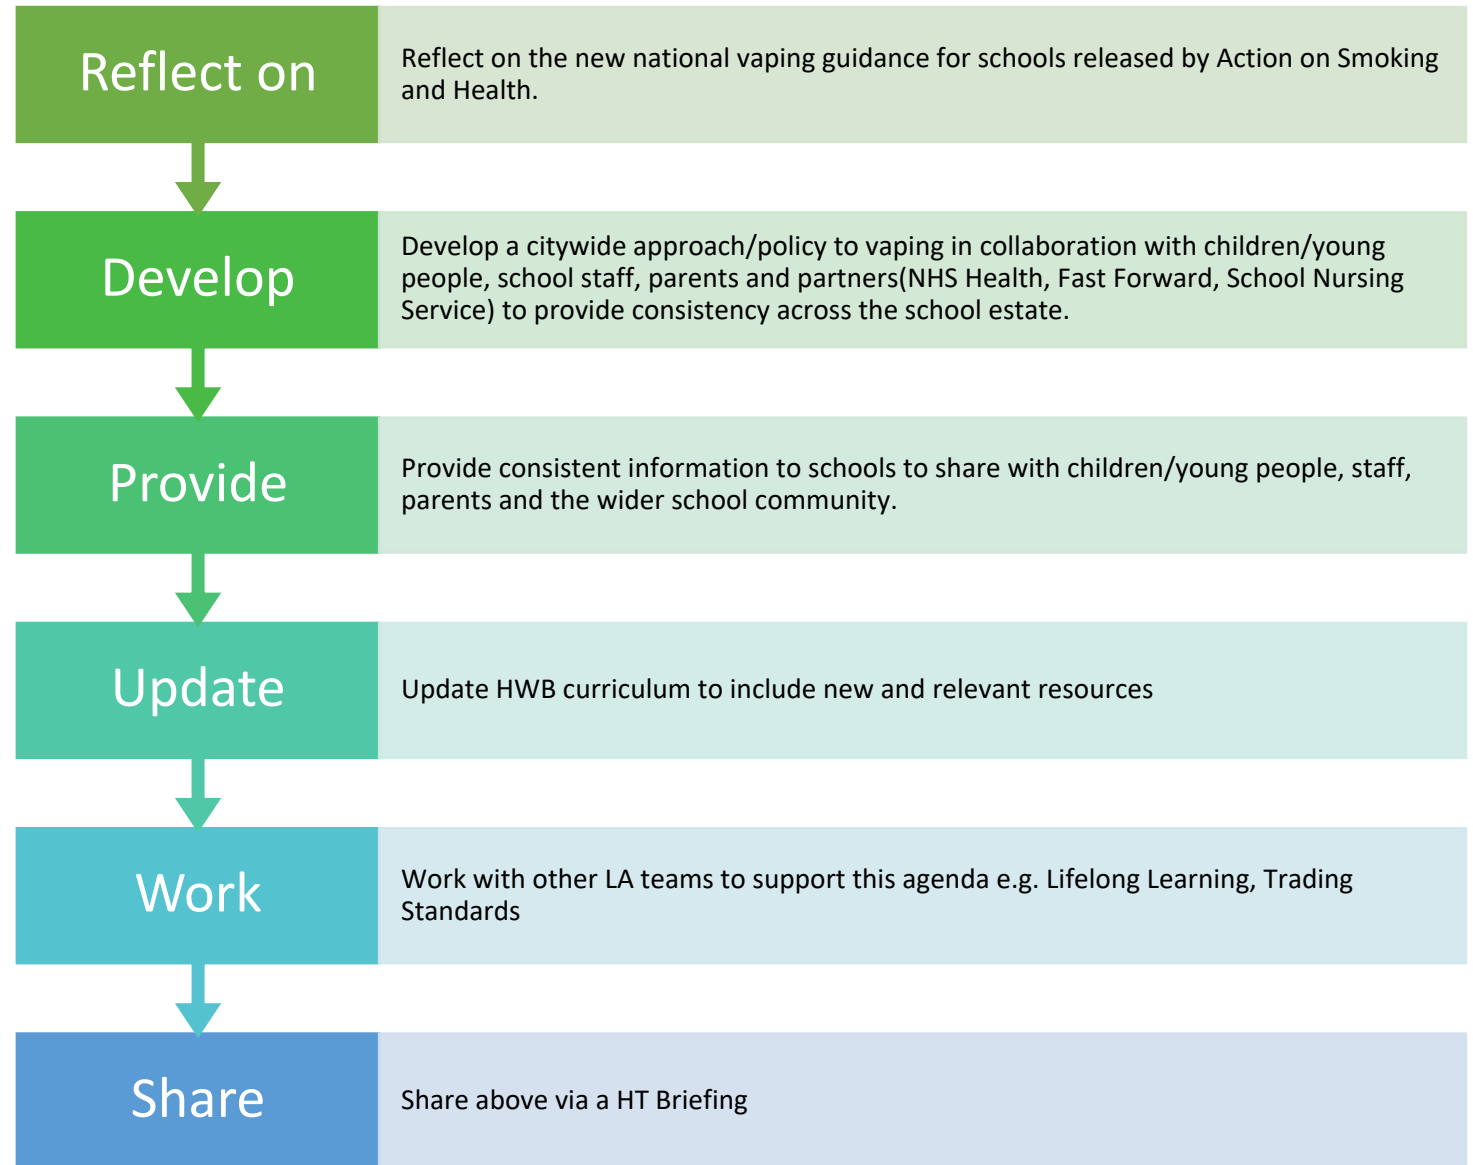 Reflect on
Reflect on the new national vaping guidance for schools released by Action on Smoking
and Health.
Develop
Develop a citywide approach/policy to vaping in collaboration with children/young
people, school staff, parents and partners(NHS Health, Fast Forward, School Nursing
Service) to provide consistency across the school estate.
Provide
Provide consistent information to schools to share with children/young people, staff,
parents and the wider school community.
Update
Update HWB curriculum to include new and relevant resources
Work
Work with other LA teams to support this agenda e.g. Lifelong Learning, Trading
Standards
Share
Share above via a HT Briefing